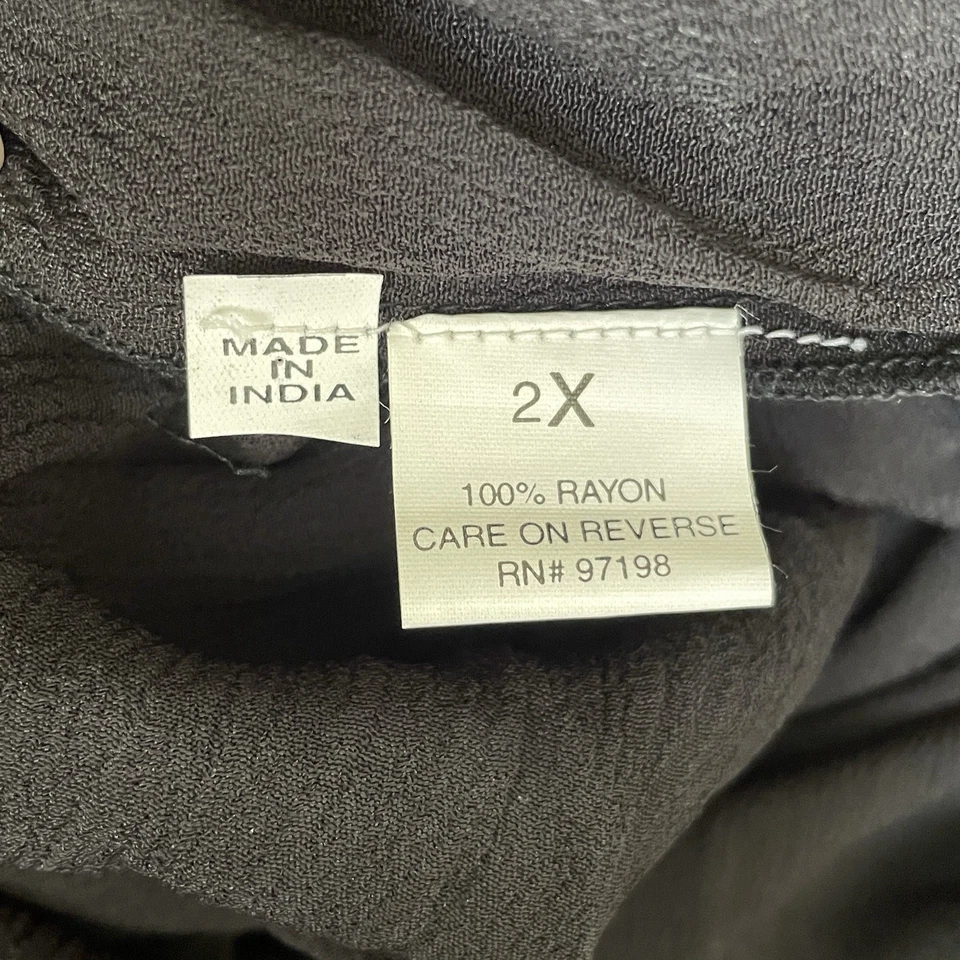 MADE
IN
INDIA
2X
100% RAYON
CARE ON REVERSE
RN# 97198